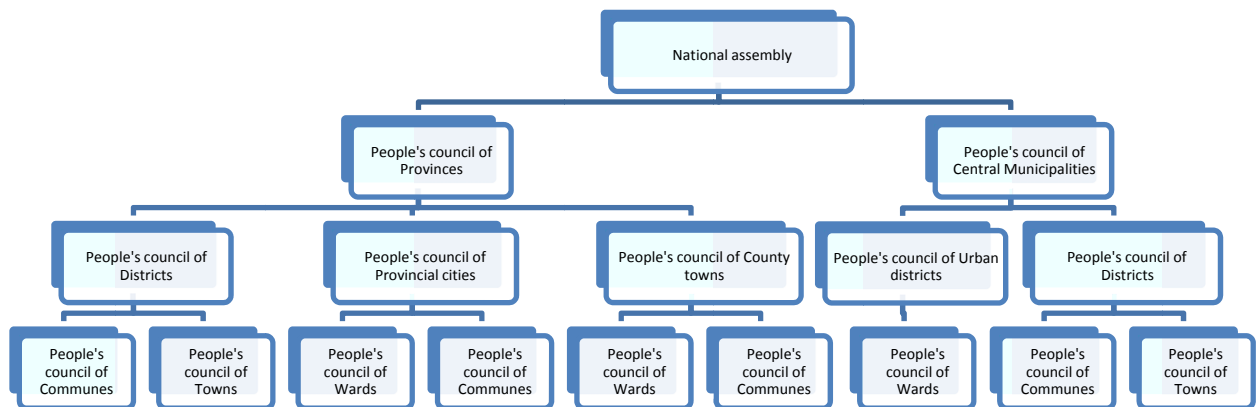 National assembly
People's council of
Provinces
People's council of
Central Municipalities
People's council of
Districts
People's council of
Provincial cities
People's council of County
towns
People's council of Urban
districts
People's council of
Districts
People's
council of
Communes
People's
council of
Towns
People's
council of
Wards
People's
council of
Communes
People's
council of
Wards
People's
council of
Communes
People's
council of
Wards
People's
council of
Communes
People's
council of
Towns